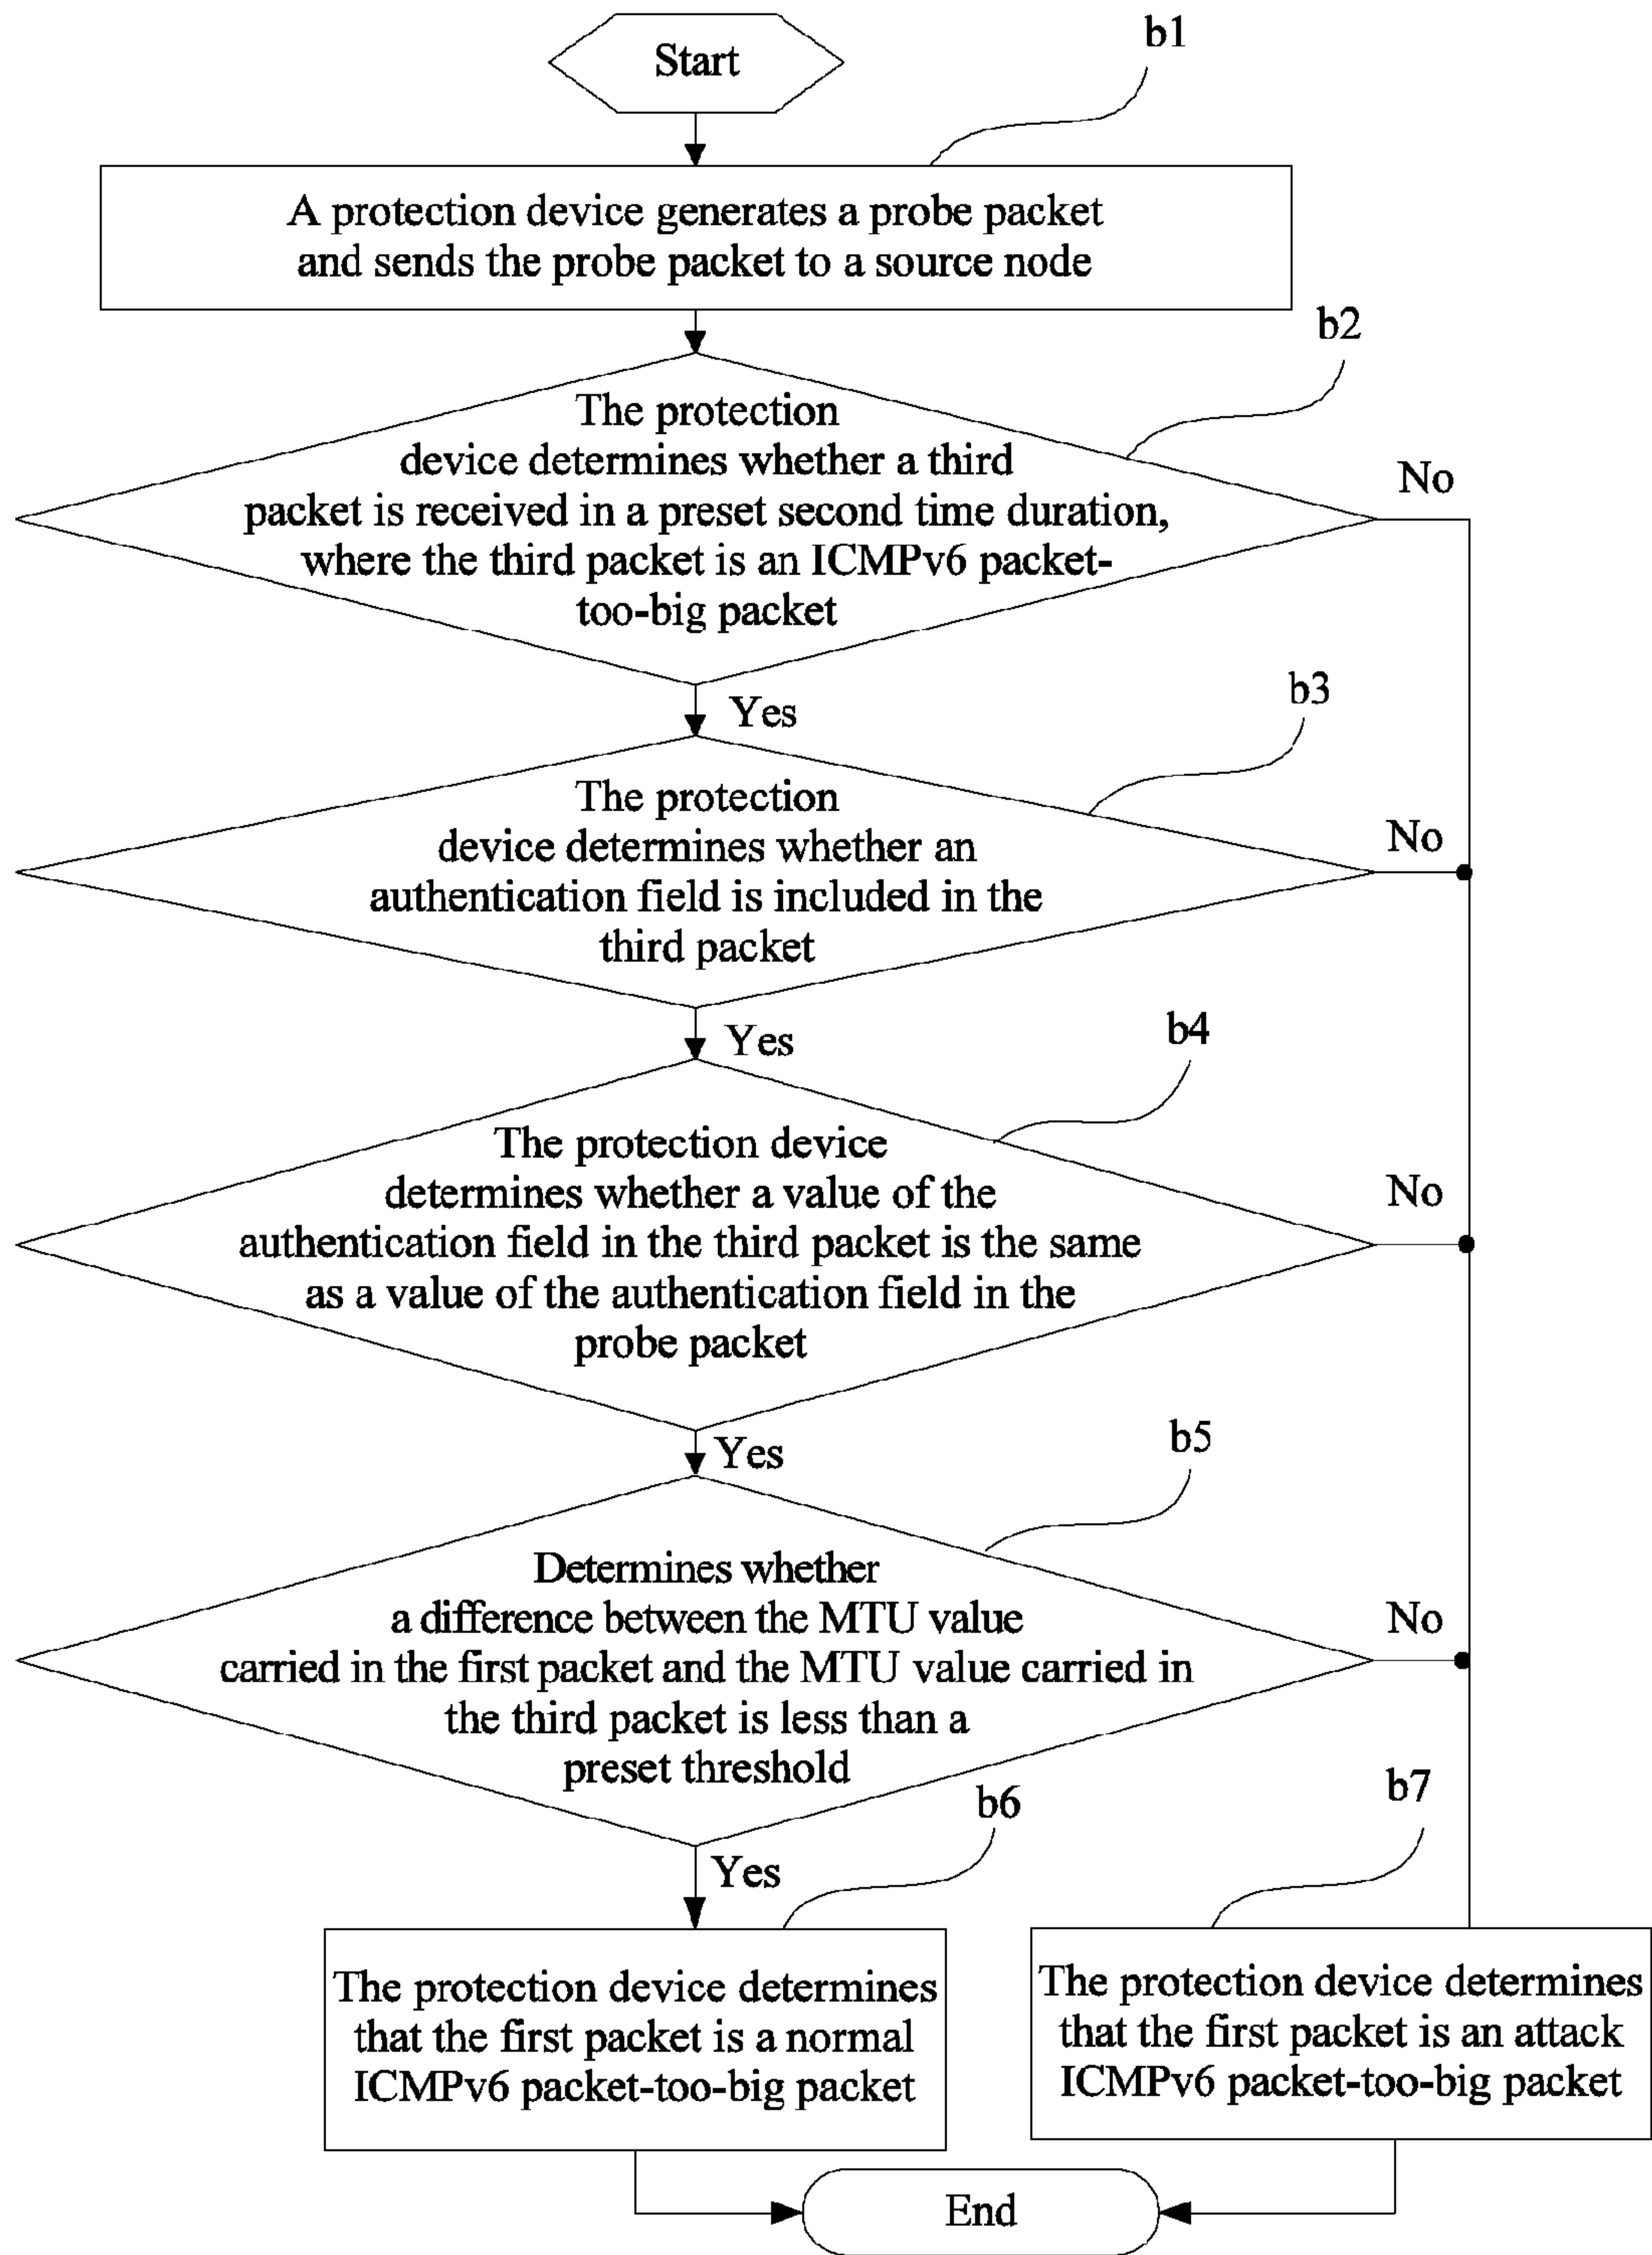 Start
b1
A protection device generates a probe packet
and sends the probe packet to a source node
b2
The protection
device determines whether a third
packet is received in a preset second time duration,
where the third packet is an ICMPv6 packet-
too-big packet
No
Yes
b3
The protection
device determines whether an
authentication field is included in the
third packet
No
Yes
b4
The protection device
determines whether a value of the
authentication field in the third packet is the same
as a value of the authentication field in the
probe packet
No
Yes
b5
Determines whether
a difference between the MTU value
carried in the first packet and the MTU value carried in
the third packet is less than a
preset threshold
No
Yes
b6
The protection device determines
that the first packet is a normal
ICMPv6 packet-too-big packet
b7
The protection device determines
that the first packet is an attack
ICMPv6 packet-too-big packet
End